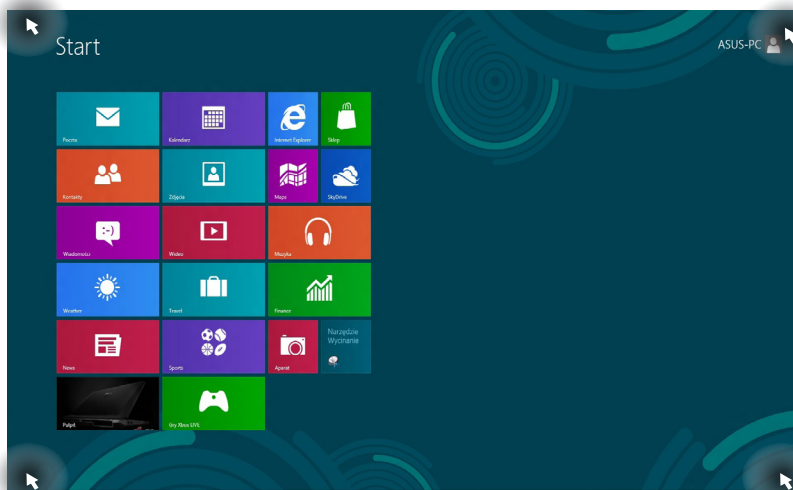 Start
ASUS-PC
Poczta
Kalendarz
Internet Explorer
Sklep
Kontakty
Zdjęcia
Maps
SkyDrive
Wiadomości
:-)
Wideo
Muzyka
Weather
Travel
Finance
News
Sports
Aparat
Narzędzie
Wycinanie
Pulpit
Gry Xbox LIVE